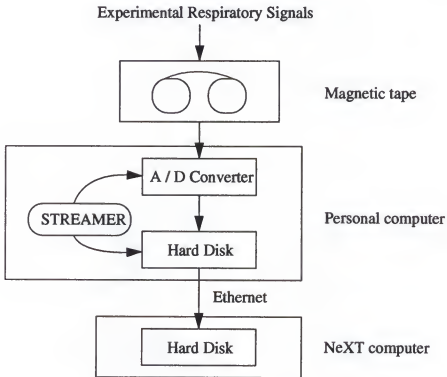 Experimental Respiratory Signals
Magnetic tape
A / D Converter
STREAMER
Personal computer
Hard Disk
Ethernet
Hard Disk
NeXT computer